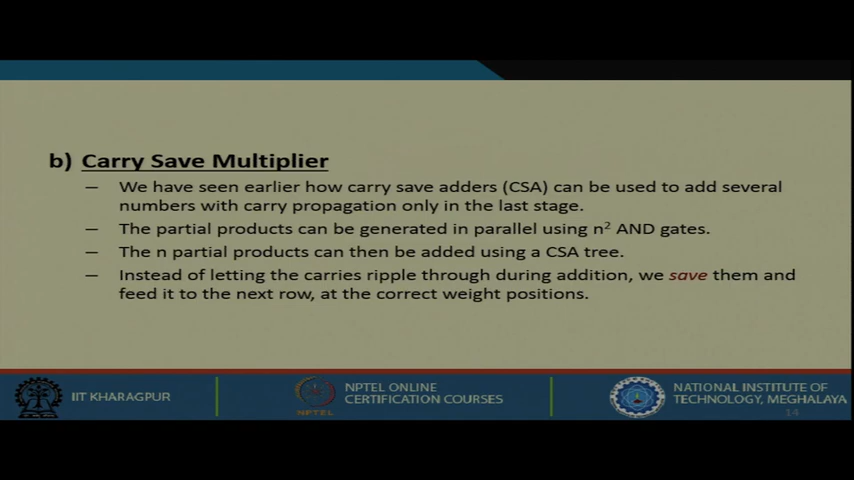 b) Carry Save Multiplier
– We have seen earlier how carry save adders (CSA) can be used to add several
numbers with carry propagation only in the last stage.
– The partial products can be generated in parallel using n² AND gates.
– The n partial products can then be added using a CSA tree.
– Instead of letting the carries ripple through during addition, we save them and
feed it to the next row, at the correct weight positions.
IIT KHARAGPUR
NPTEL
NPTEL ONLINE
CERTIFICATION COURSES
NATIONAL INSTITUTE OF
TECHNOLOGY, MEGHALAYA
14